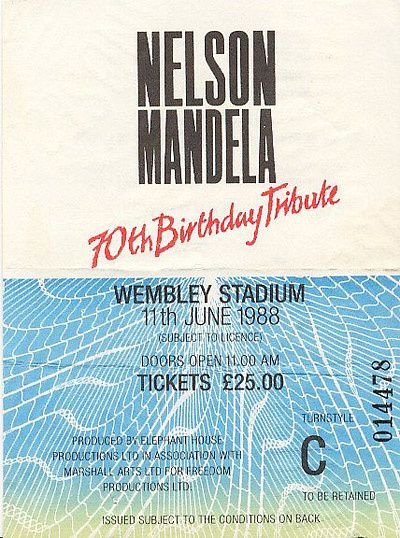 NELSON
MANDELA
70th Birthday Tribute
WEMBLEY STADIUM
11th JUNE 1988
(SUBJECT TO LICENCE)
DOORS OPEN 11.00 AM
TICKETS £25.00
014478
TURNSTYLE
C
TO BE RETAINED
PRODUCED BY ELEPHANT HOUSE
PRODUCTIONS LTD IN ASSOCIATION WITH
MARSHALL ARTS LTD FOR FREEDOM
PRODUCTIONS LTD.
ISSUED SUBJECT TO THE CONDITIONS ON BACK